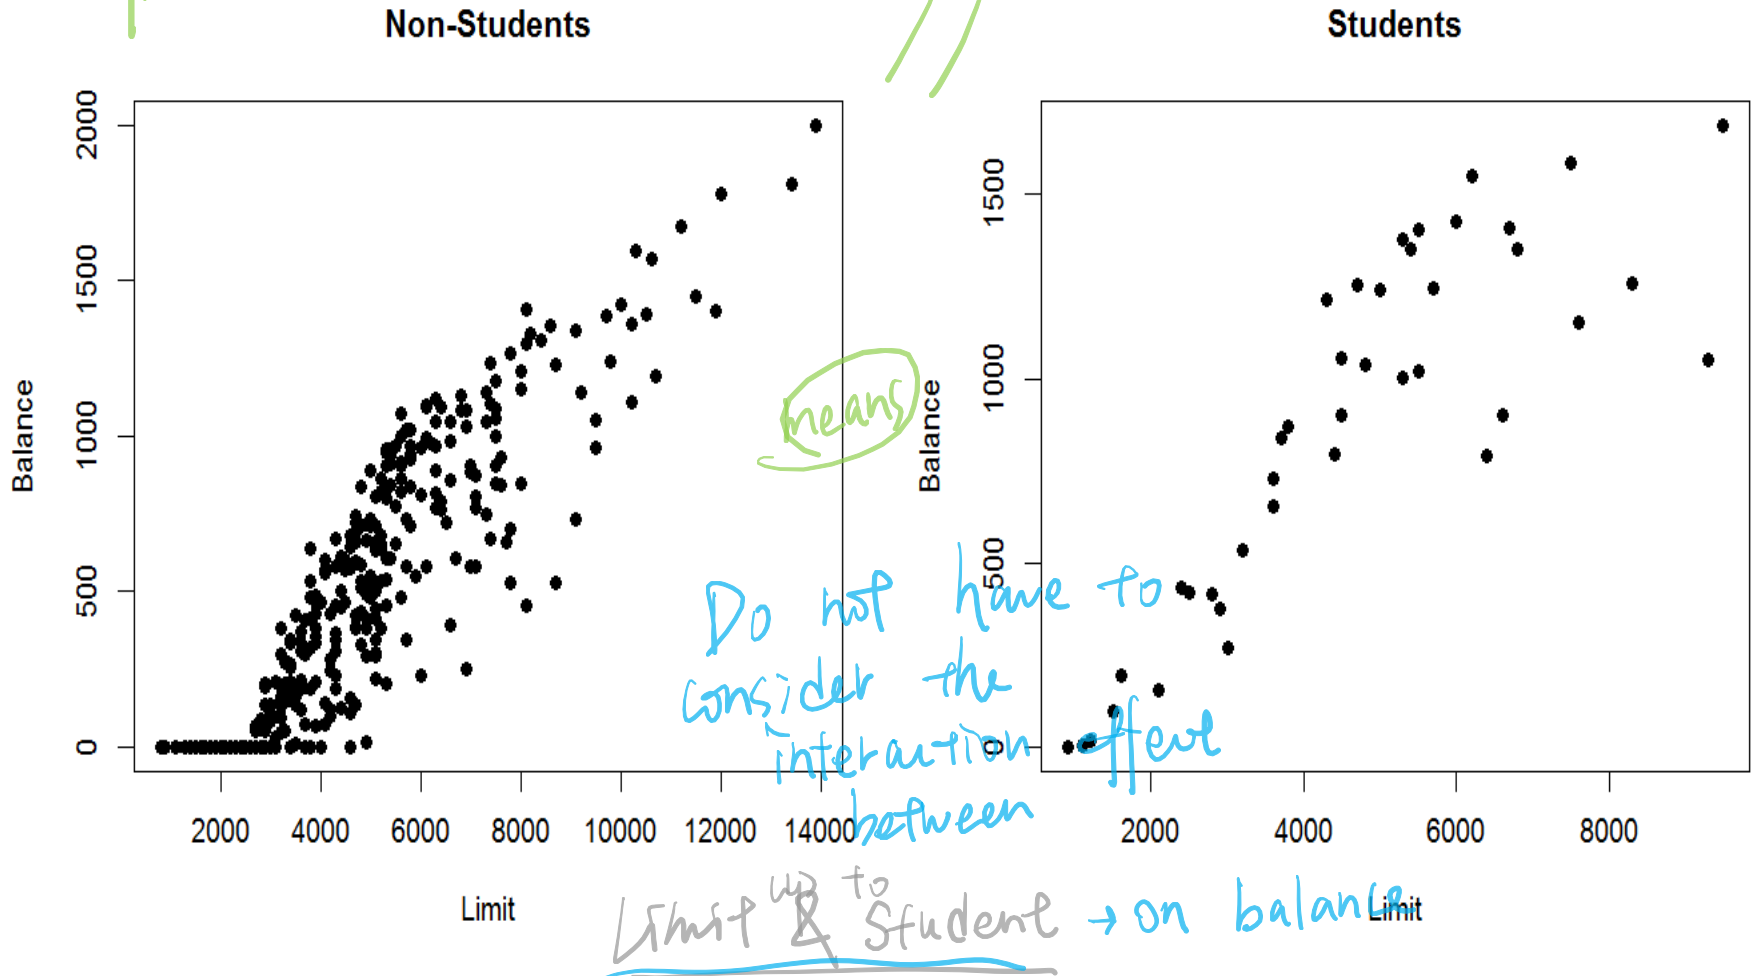 Non-Students
Students
2000
1500
1000
500
0
Balance
2000 4000 6000 8000 10000 12000 14000
Limit
means
1500
1000
500
0
Balance
2000 4000 6000 8000
Limit
Do not have to
consider the
interaction effect
between
up to
Limit & Student → on balance